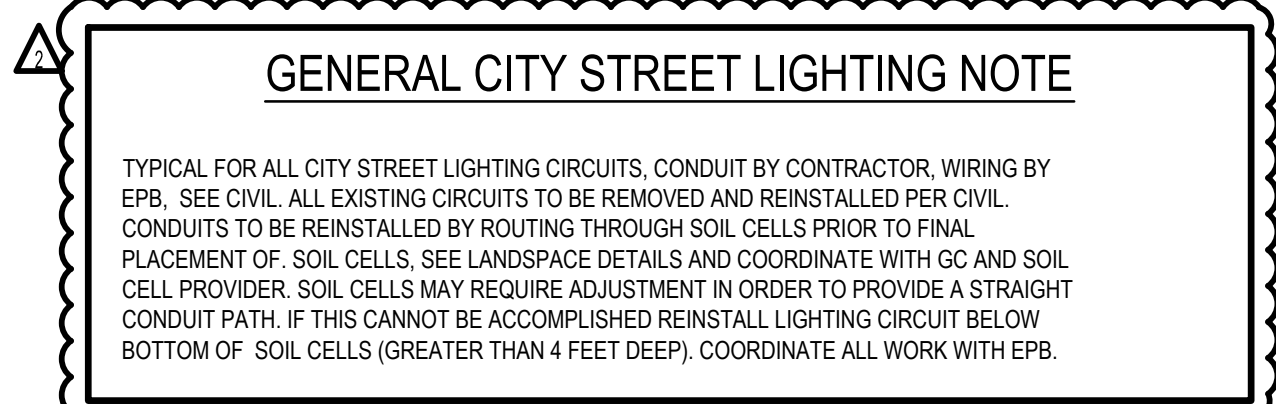 2
GENERAL CITY STREET LIGHTING NOTE
TYPICAL FOR ALL CITY STREET LIGHTING CIRCUITS, CONDUIT BY CONTRACTOR, WIRING BY
EPB,  SEE CIVIL. ALL EXISTING CIRCUITS TO BE REMOVED AND REINSTALLED PER CIVIL.
CONDUITS TO BE REINSTALLED BY ROUTING THROUGH SOIL CELLS PRIOR TO FINAL
PLACEMENT OF. SOIL CELLS, SEE LANDSPACE DETAILS AND COORDINATE WITH GC AND SOIL
CELL PROVIDER. SOIL CELLS MAY REQUIRE ADJUSTMENT IN ORDER TO PROVIDE A STRAIGHT
CONDUIT PATH. IF THIS CANNOT BE ACCOMPLISHED REINSTALL LIGHTING CIRCUIT BELOW
BOTTOM OF  SOIL CELLS (GREATER THAN 4 FEET DEEP). COORDINATE ALL WORK WITH EPB.